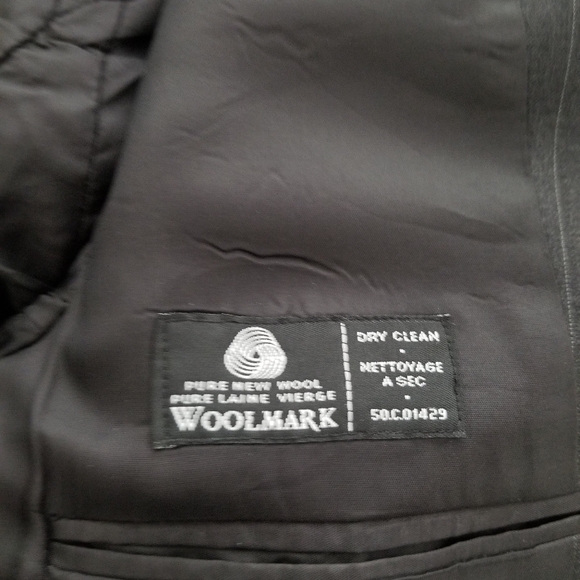 PURE NEW WOOL
PURE LAINE VIERGE
WOOLMARK
DRY CLEAN
•
NETTOYAGE
A SEC
•
50.C.01429